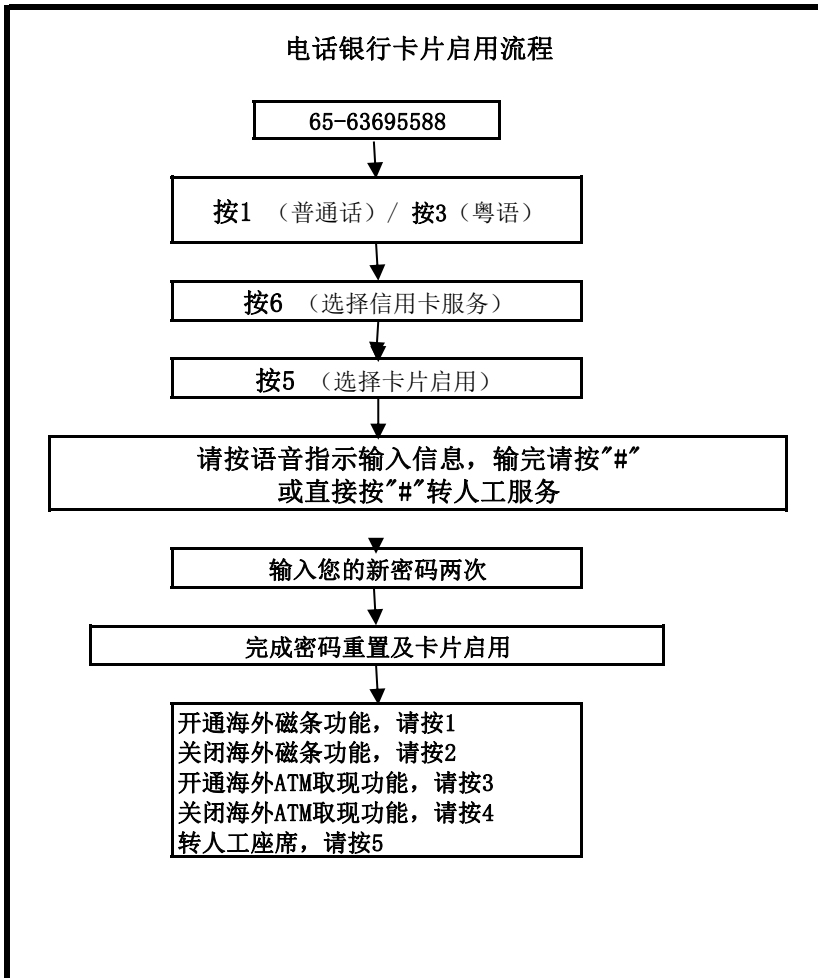 电话银行卡片启用流程
65-63695588
按1 （普通话）/ 按3（粤语）
按6 （选择信用卡服务）
按5 （选择卡片启用）
请按语音指示输入信息，输完请按"#"
或直接按"#"转人工服务
输入您的新密码两次
完成密码重置及卡片启用
开通海外磁条功能，请按1
关闭海外磁条功能，请按2
开通海外ATM取现功能，请按3
关闭海外ATM取现功能，请按4
转人工座席，请按5